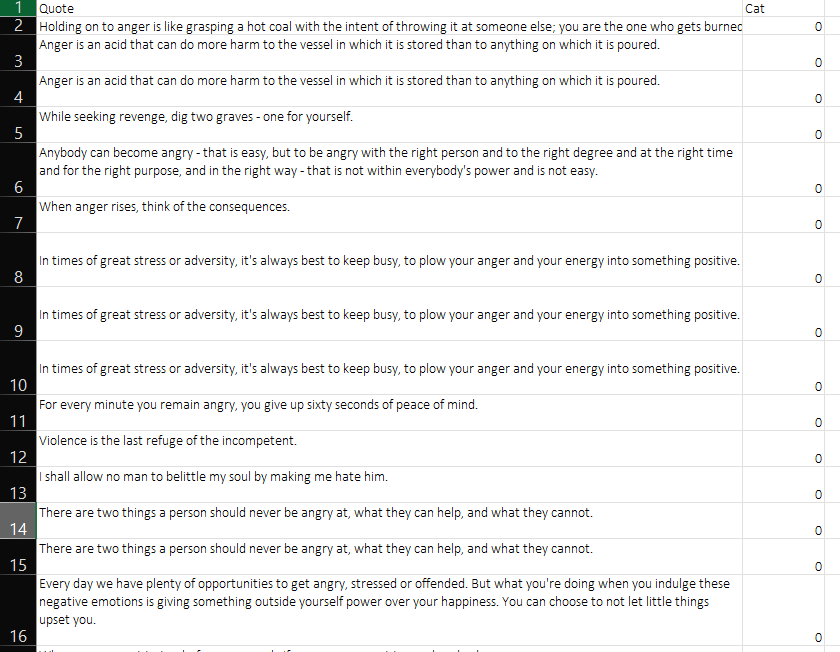 1 Quote Cat
2 Holding on to anger is like grasping a hot coal with the intent of throwing it at someone else; you are the one who gets burned 0
Anger is an acid that can do more harm to the vessel in which it is stored than to anything on which it is poured.
3 0
Anger is an acid that can do more harm to the vessel in which it is stored than to anything on which it is poured.
4 0
While seeking revenge, dig two graves - one for yourself.
5 0
Anybody can become angry - that is easy, but to be angry with the right person and to the right degree and at the right time
and for the right purpose, and in the right way - that is not within everybody's power and is not easy.
6 0
When anger rises, think of the consequences.
7 0
In times of great stress or adversity, it's always best to keep busy, to plow your anger and your energy into something positive.
8 0
In times of great stress or adversity, it's always best to keep busy, to plow your anger and your energy into something positive.
9 0
In times of great stress or adversity, it's always best to keep busy, to plow your anger and your energy into something positive.
10 0
For every minute you remain angry, you give up sixty seconds of peace of mind.
11 0
Violence is the last refuge of the incompetent.
12 0
I shall allow no man to belittle my soul by making me hate him.
13 0
There are two things a person should never be angry at, what they can help, and what they cannot.
14 0
There are two things a person should never be angry at, what they can help, and what they cannot.
15 0
Every day we have plenty of opportunities to get angry, stressed or offended. But what you're doing when you indulge these
negative emotions is giving something outside yourself power over your happiness. You can choose to not let little things
upset you.
16 0